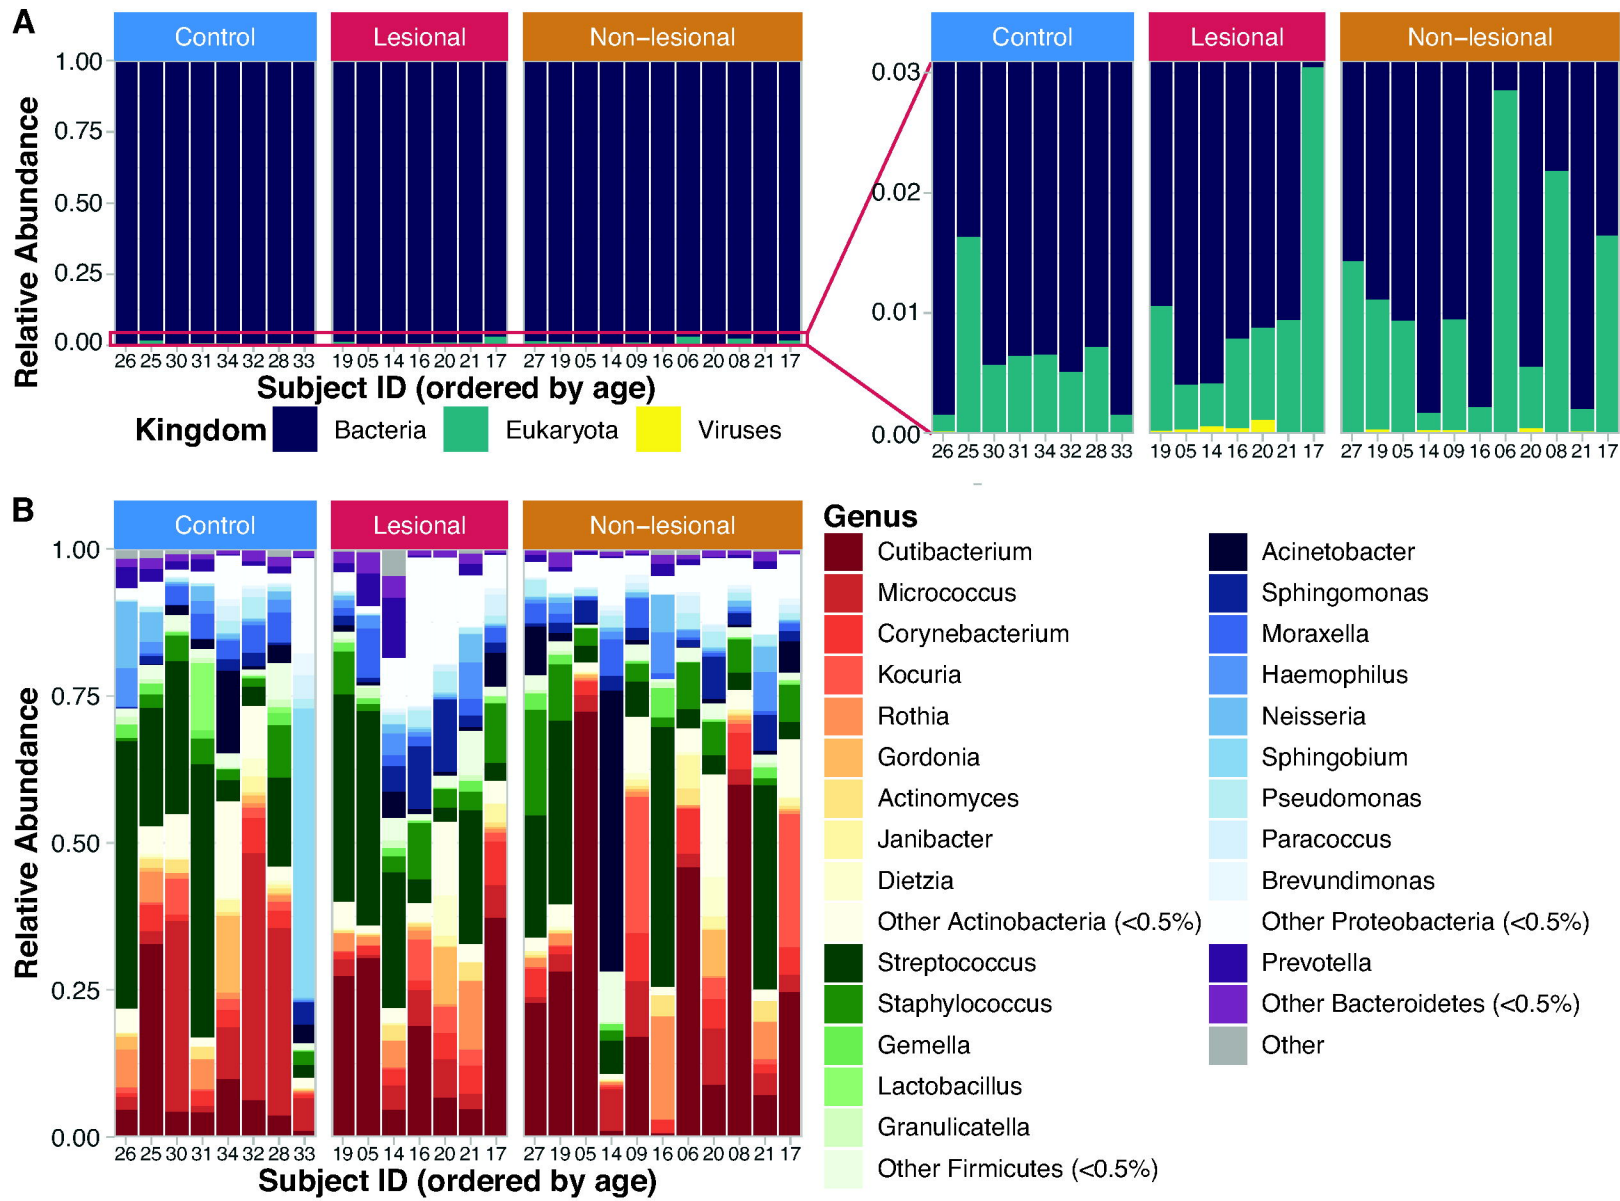 A
Control Lesional Non-lesional
1.00
0.75
0.50
0.25
0.00
Relative Abundance
26 25 30 31 34 32 28 33 19 05 14 16 20 21 17 27 19 05 14 09 16 06 20 08 21 17
Subject ID (ordered by age)
Kingdom Bacteria Eukaryota Viruses
Control Lesional Non-lesional
0.03
0.02
0.01
0.00
26 25 30 31 34 32 28 33 19 05 14 16 20 21 17 27 19 05 14 09 16 06 20 08 21 17
B
Control Lesional Non-lesional
1.00
0.75
0.50
0.25
0.00
Relative Abundance
26 25 30 31 34 32 28 33 19 05 14 16 20 21 17 27 19 05 14 09 16 06 20 08 21 17
Subject ID (ordered by age)
Genus
Cutibacterium
Micrococcus
Corynebacterium
Kocuria
Rothia
Gordonia
Actinomyces
Janibacter
Dietzia
Other Actinobacteria (<0.5%)
Streptococcus
Staphylococcus
Gemella
Lactobacillus
Granulicatella
Other Firmicutes (<0.5%)
Acinetobacter
Sphingomonas
Moraxella
Haemophilus
Neisseria
Sphingobium
Pseudomonas
Paracoccus
Brevundimonas
Other Proteobacteria (<0.5%)
Prevotella
Other Bacteroidetes (<0.5%)
Other